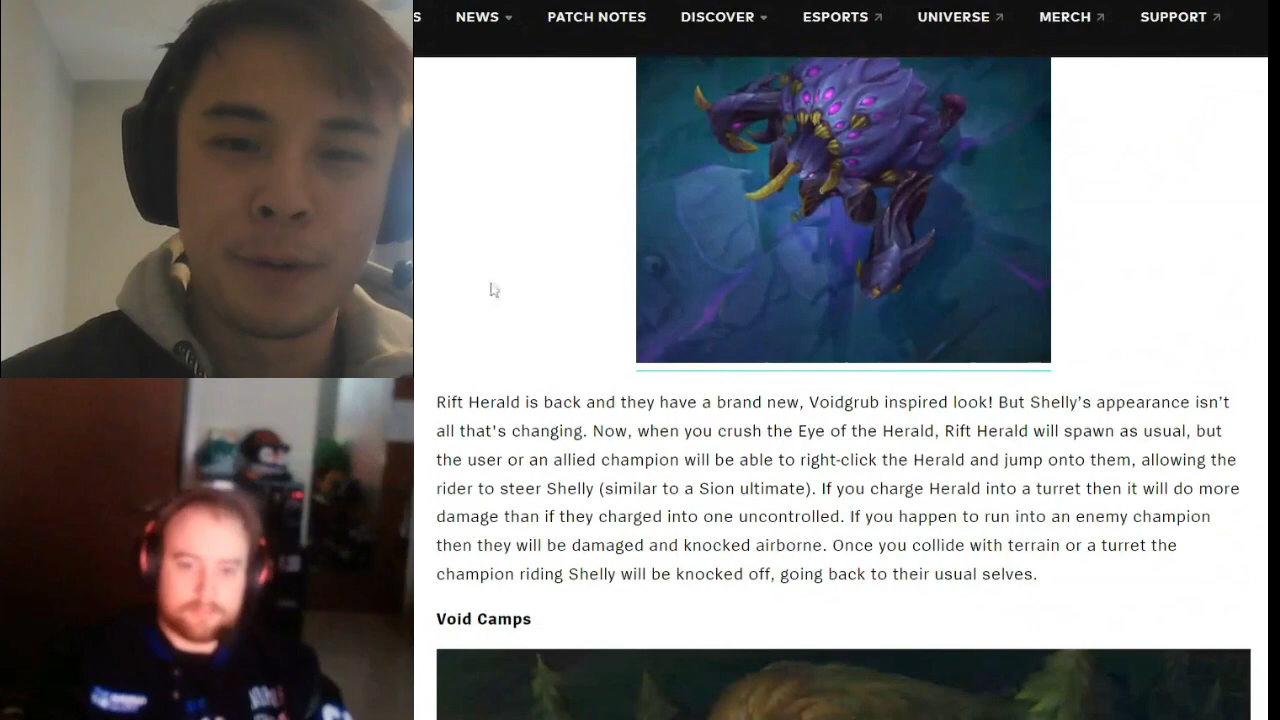 S NEWS PATCH NOTES DISCOVER ESPORTS UNIVERSE MERCH SUPPORT
Rift Herald is back and they have a brand new, Voidgrub inspired look! But Shelly’s appearance isn’t
all that's changing. Now, when you crush the Eye of the Herald, Rift Herald will spawn as usual, but
the user or an allied champion will be able to right-click the Herald and jump onto them, allowing the
rider to steer Shelly (similar to a Sion ultimate). If you charge Herald into a turret then it will do more
damage than if they charged into one uncontrolled. If you happen to run into an enemy champion
then they will be damaged and knocked airborne. Once you collide with terrain or a turret the
champion riding Shelly will be knocked off, going back to their usual selves.
Void Camps